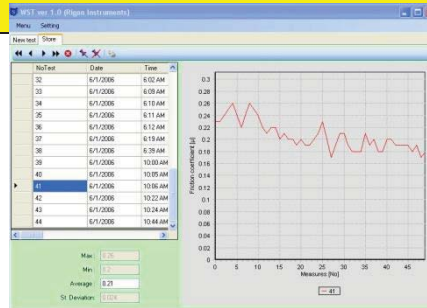 WST ver 1.0 (Rigon Instruments)
Menu Setting
New test Store
NoTest Date Time
32 6/1/2006 6:02 AM
33 6/1/2006 6:09 AM
34 6/1/2006 6:10 AM
35 6/1/2006 6:11 AM
36 6/1/2006 6:12 AM
37 6/1/2006 6:19 AM
38 6/1/2006 6:39 AM
39 6/1/2006 10:00 AM
40 6/1/2006 10:05 AM
41 6/1/2006 10:06 AM
42 6/1/2006 10:22 AM
43 6/1/2006 10:24 AM
44 6/1/2006 10:44 AM
Max : 0.26
Min :
Average : 0.21
St. Deviation : 0.024
Friction coefficient [µ]
0.3
0.28
0.26
0.24
0.22
0.2
0.18
0.16
0.14
0.12
0.1
0.08
0.06
0.04
0.02
0
0 5 10 15 20 25 30 35 40 45
Measures [No]
41